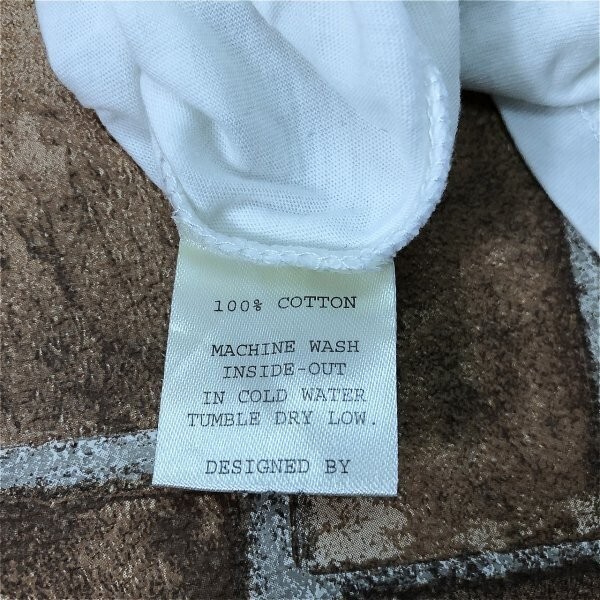 100% COTTON
MACHINE WASH
INSIDE-OUT
IN COLD WATER
TUMBLE DRY LOW.
DESIGNED BY